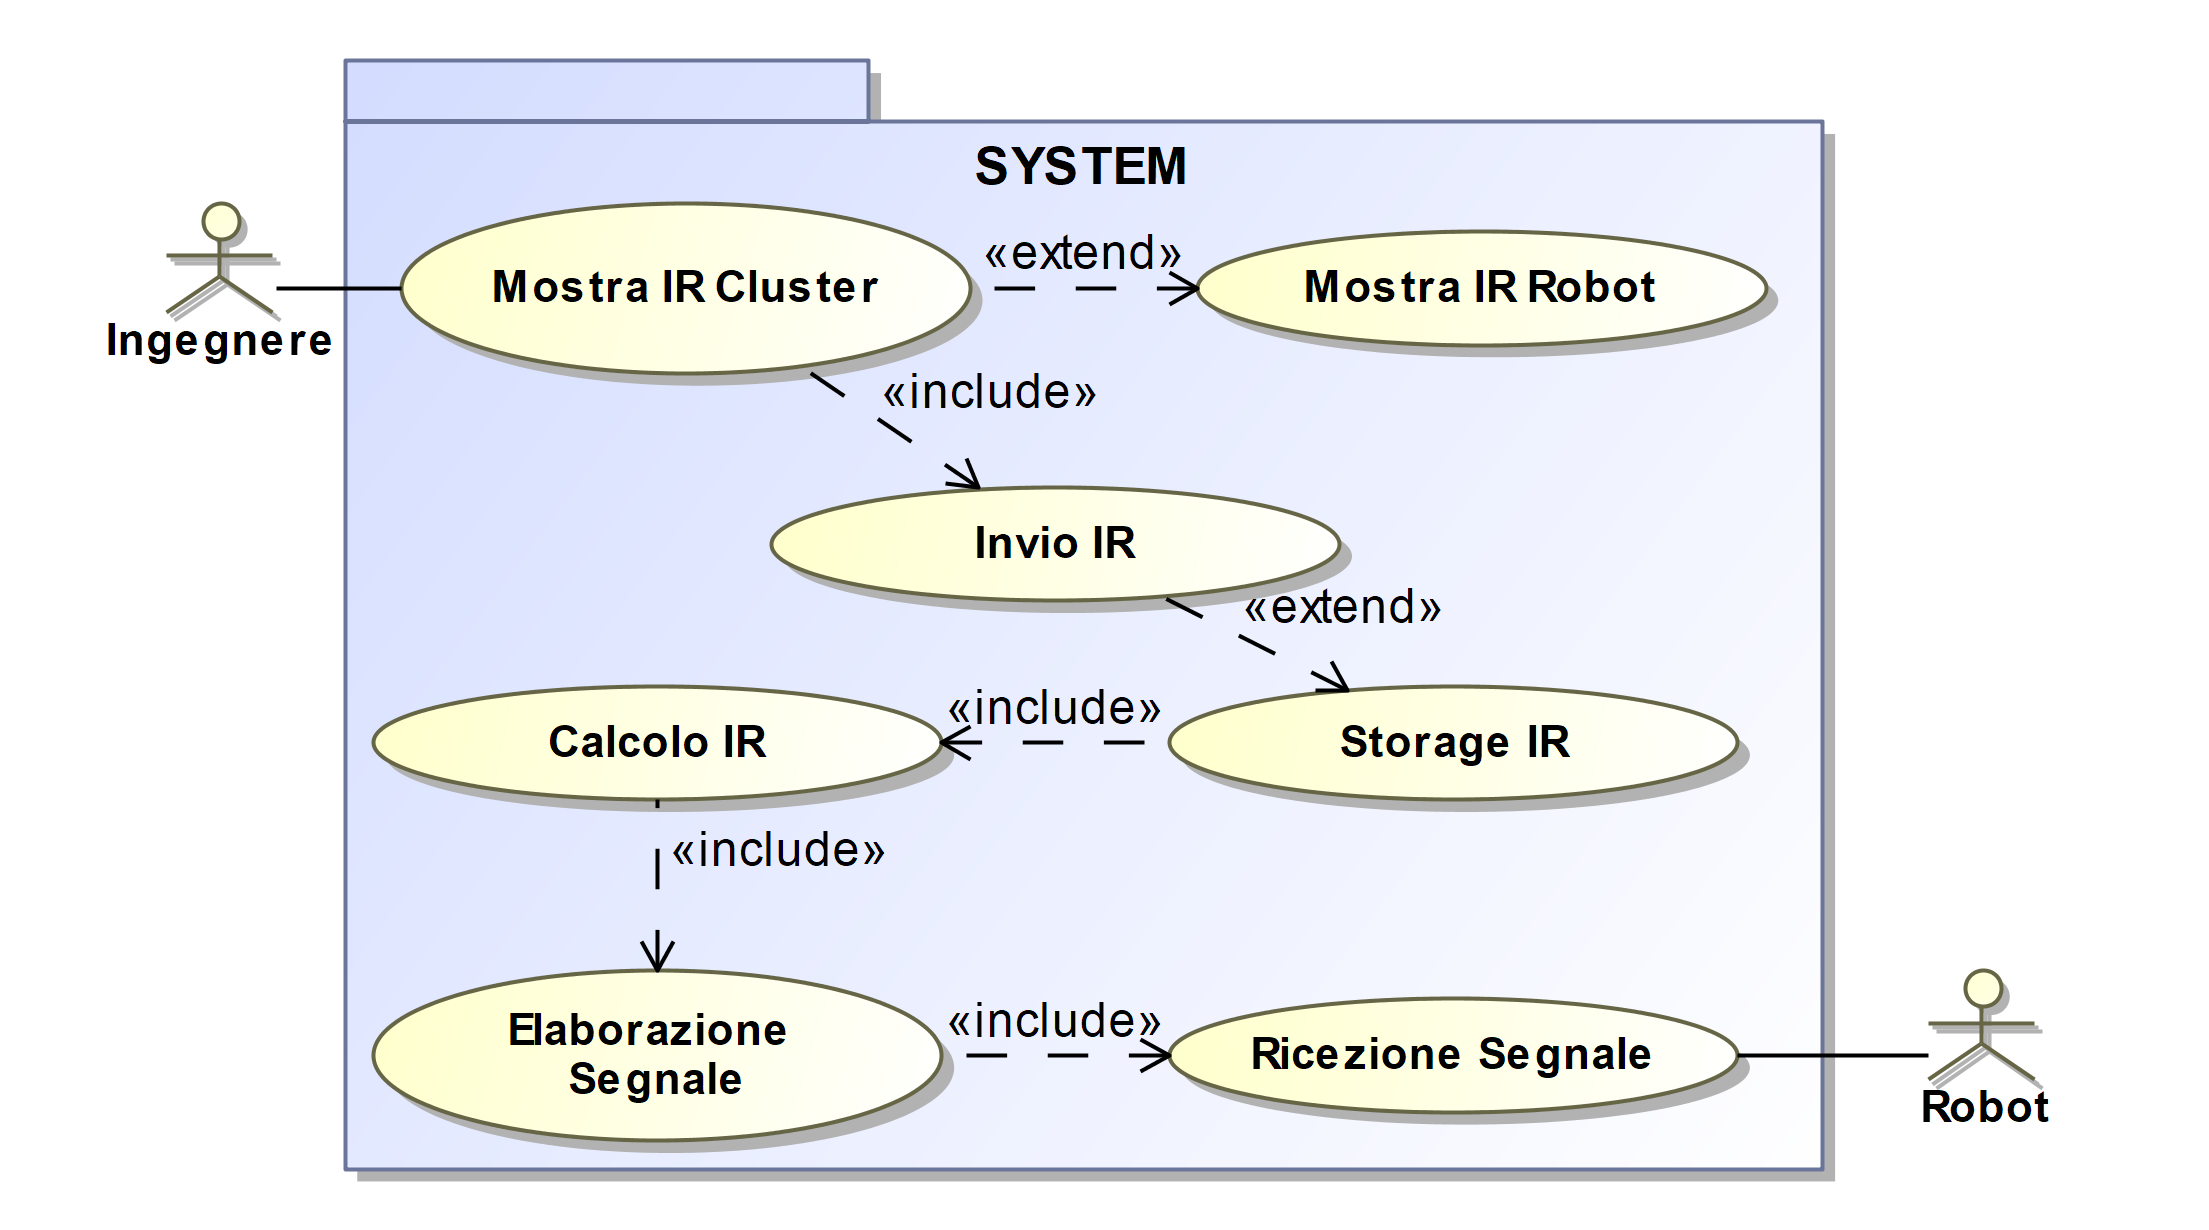 SYSTEM
Ingegnere
Mostra IR Cluster
«extend»
Mostra IR Robot
«include»
Invio IR
«extend»
Calcolo IR
«include»
Storage IR
«include»
Elaborazione
Segnale
«include»
Ricezione Segnale
Robot